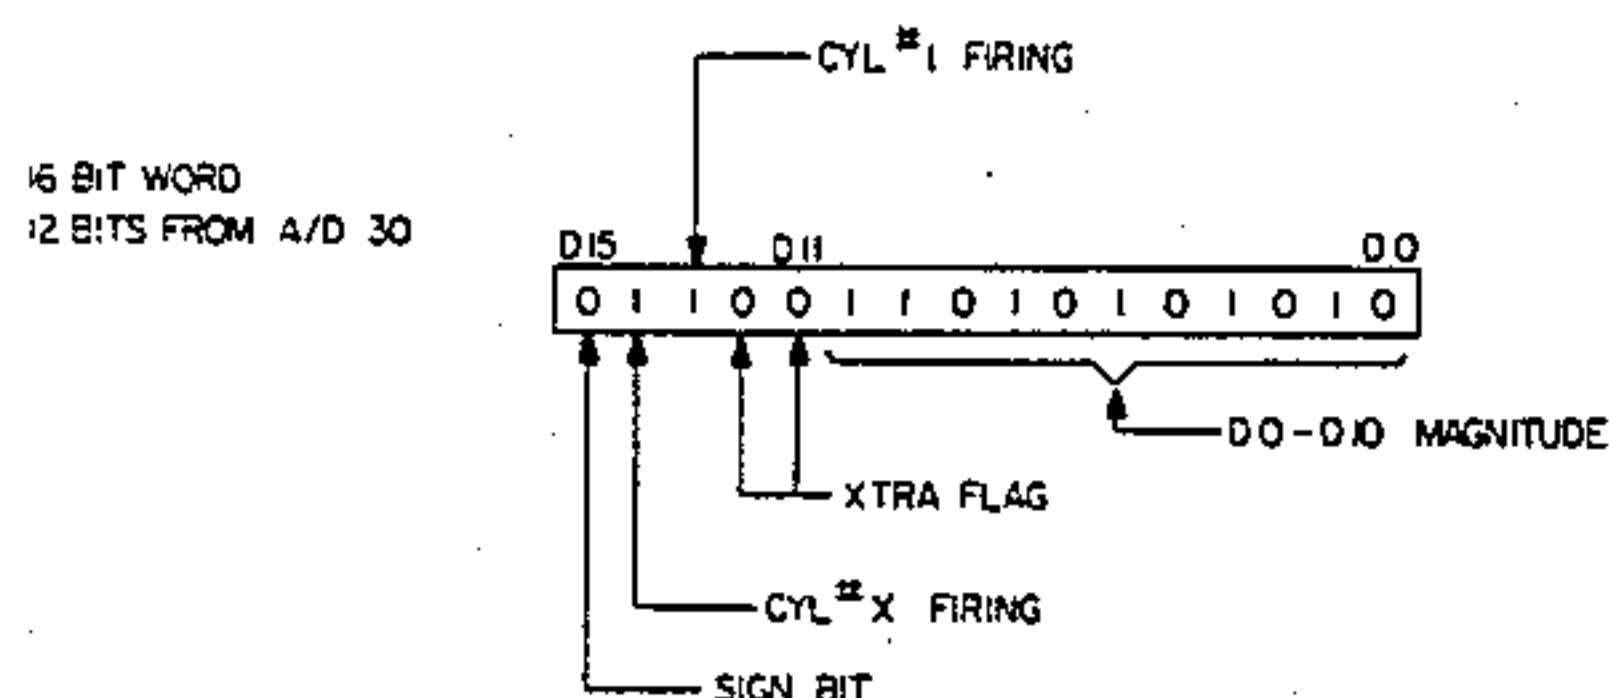 CYL #1 FIRING
16 BIT WORD
12 BITS FROM A/D 30
D15 D11 D0
0 1 1 0 0 1 1 0 1 0 1 0 1 0 1 0
D0-D10 MAGNITUDE
XTRA FLAG
CYL #X FIRING
SIGN BIT